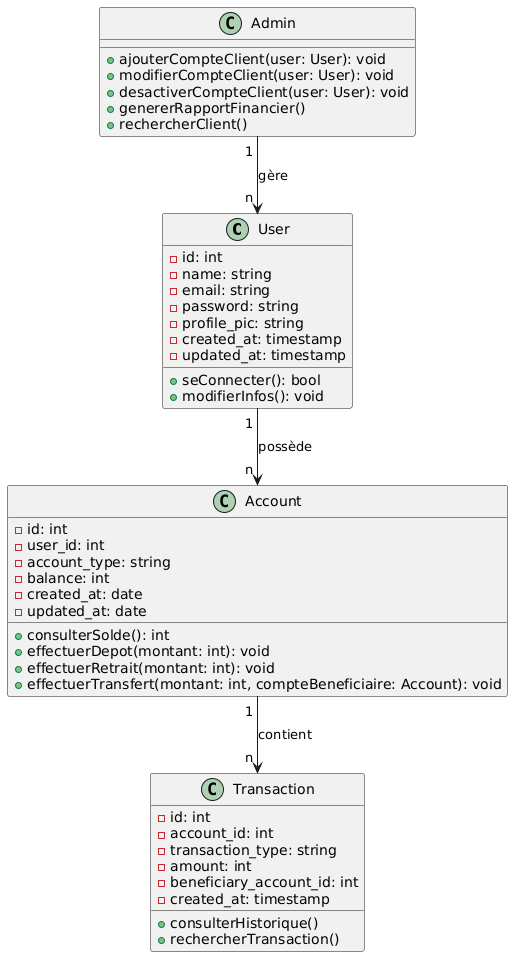 C Admin
ajouterCompteClient(user: User): void
modifierCompteClient(user: User): void
desactiverCompteClient(user: User): void
genererRapportFinancier()
rechercherClient()
1
gère
n
C User
id: int
name: string
email: string
password: string
profile_pic: string
created_at: timestamp
updated_at: timestamp
seConnecter(): bool
modifierInfos(): void
1
possède
n
C Account
id: int
user_id: int
account_type: string
balance: int
created_at: date
updated_at: date
consulterSolde(): int
effectuerDepot(montant: int): void
effectuerRetrait(montant: int): void
effectuerTransfert(montant: int, compteBeneficiaire: Account): void
1
contient
n
C Transaction
id: int
account_id: int
transaction_type: string
amount: int
beneficiary_account_id: int
created_at: timestamp
consulterHistorique()
rechercherTransaction()